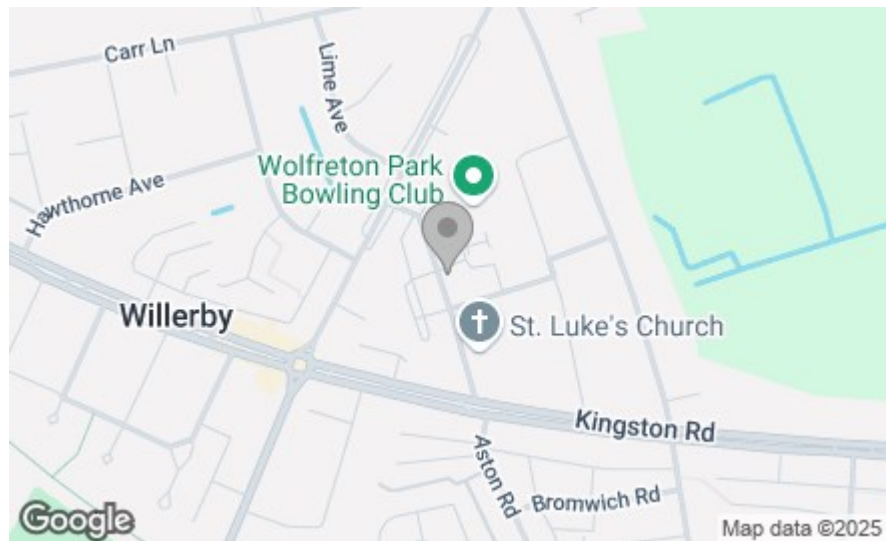 Carr Ln
Lime Ave
Wolfreton Park
Bowling Club
Hawthorne Ave
Willerby
St. Luke's Church
Kingston Rd
Aston Rd
Bromwich Rd
Google
Map data ©2025